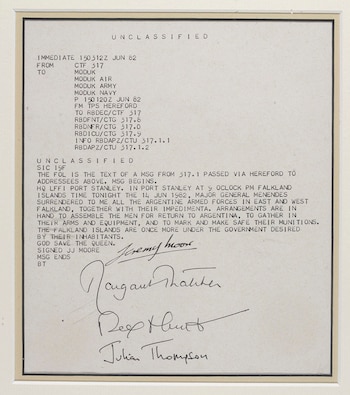 UNCLASSIFIED
IMMEDIATE 150312Z JUN 82
FROM CTF 317
TO MODUK
MODUK AIR
MODUK ARMY
MODUK NAVY
P 150120Z JUN 82
FM TPS HEREFORD
TO RBDEC/CTF 317
RBDFNT/CTG 317.8
RBDNFR/CTG 317.0
RBDICU/CTG 317.9
INFO RBDAPZ/CTU 317.1.1
RBDAPZ/CTU 317.1.2
UNCLASSIFIED
SIC 19F
THE FOL IS THE TEXT OF A MSG FROM 317.1 PASSED VIA HEREFORD TO
ADDRESSEES ABOVE. MSG BEGINS.
HQ LFFI PORT STANLEY. IN PORT STANLEY AT 9 OCLOCK PM FALKLAND
ISLANDS TIME TONIGHT THE 14 JUN 1982, MAJOR GENERAL MENENDES
SURRENDERED TO ME ALL THE ARGENTINE ARMED FORCES IN EAST AND WEST
FALKLAND, TOGETHER WITH THEIR IMPEDIMENTA. ARRANGEMENTS ARE IN
HAND TO ASSEMBLE THE MEN FOR RETURN TO ARGENTINA, TO GATHER IN
THEIR ARMS AND EQUIPMENT, AND TO MARK AND MAKE SAFE THEIR MUNITIONS.
THE FALKLAND ISLANDS ARE ONCE MORE UNDER THE GOVERNMENT DESIRED
BY THEIR INHABITANTS.
GOD SAVE THE QUEEN.
SIGNED JJ MOORE
MSG ENDS
BT
Jeremy Moore
Margaret Thatcher
Rex Hunt
Julian Thompson